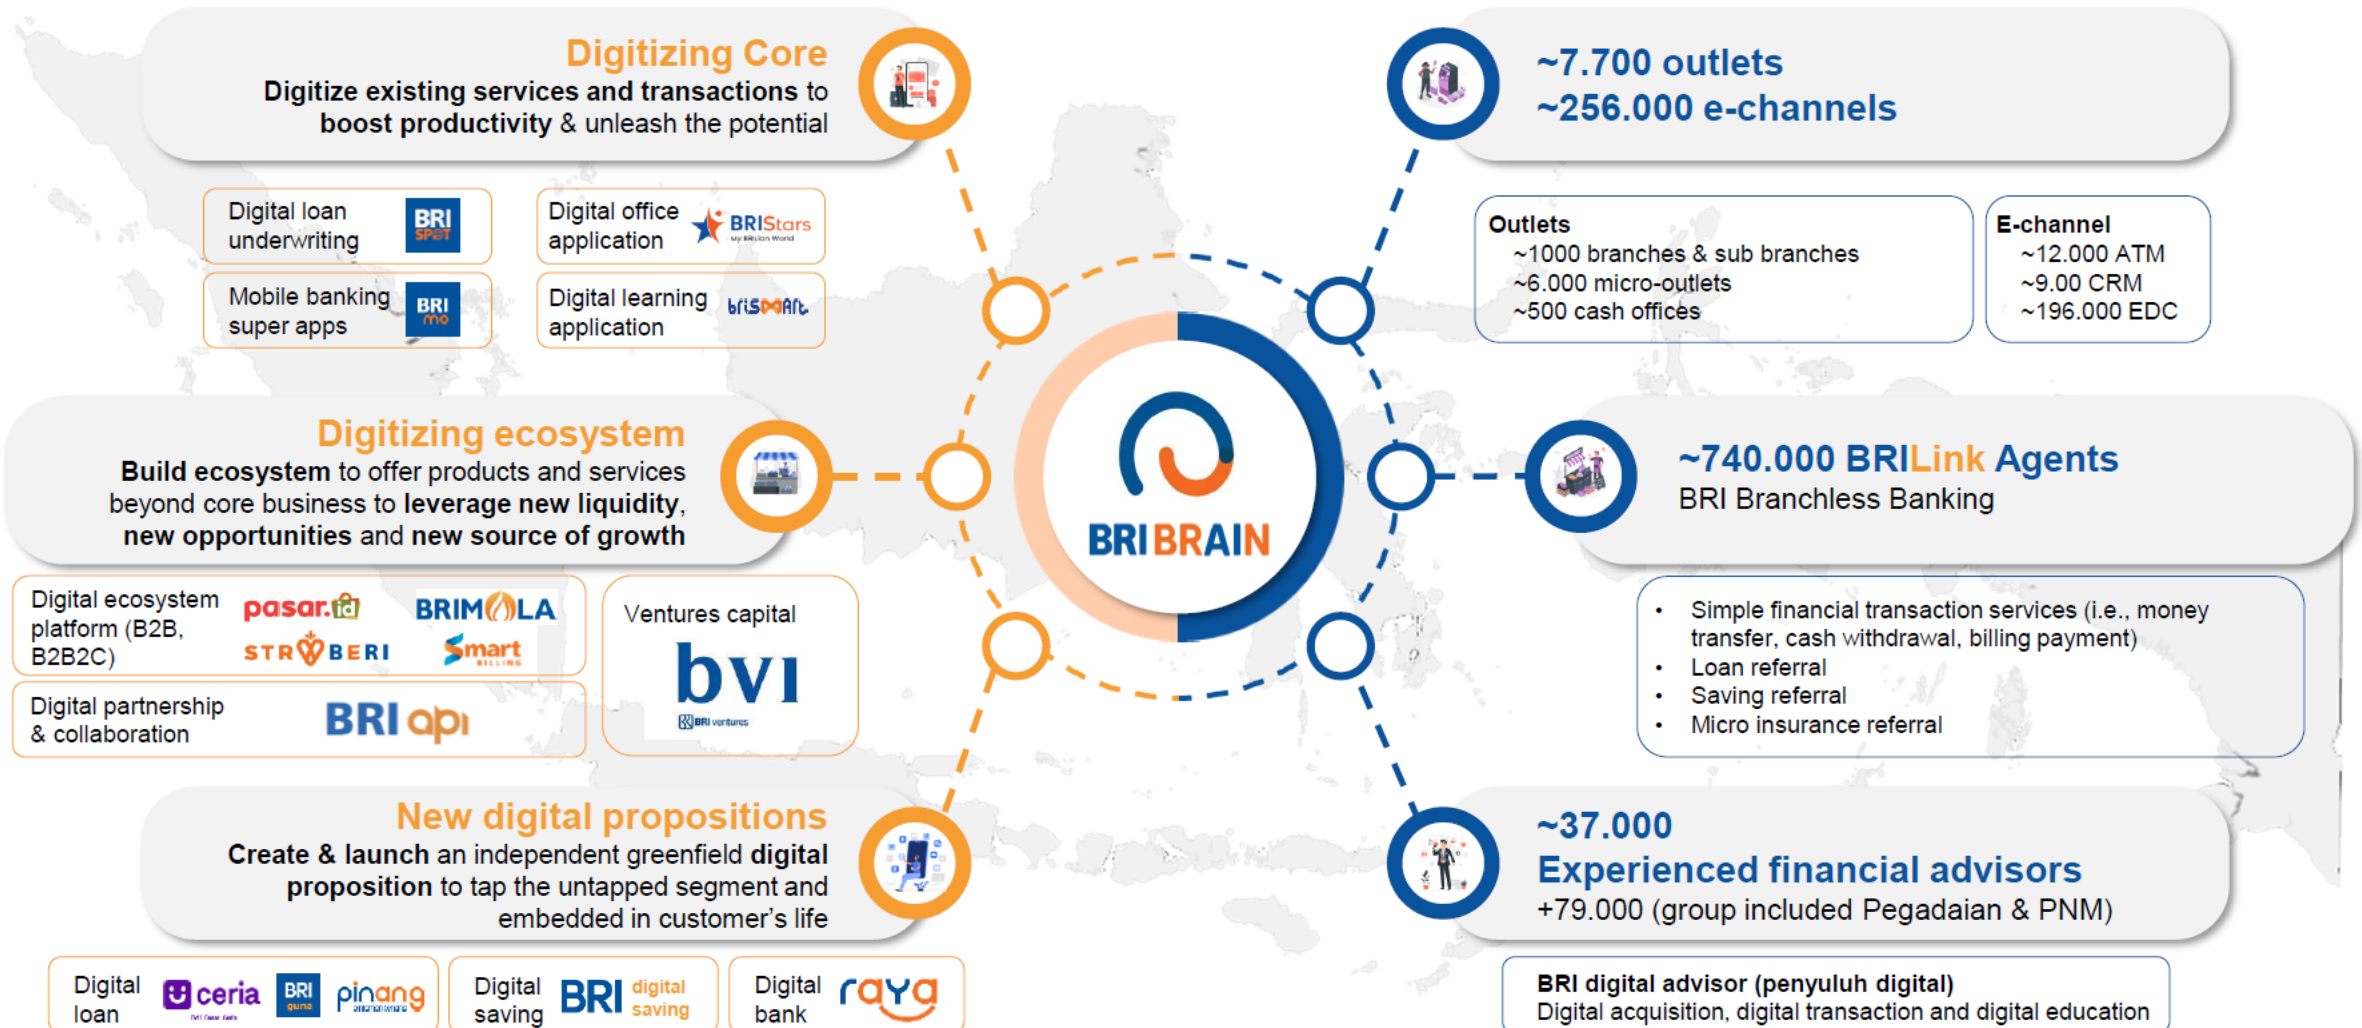 Digitizing Core
Digitize existing services and transactions to
boost productivity & unleash the potential
Digital loan
underwriting
BRI
SPOT
Digital office
application
BRIStars
My BRILian World
Mobile banking
super apps
BRI
mo
Digital learning
application
brismart
Digitizing ecosystem
Build ecosystem to offer products and services
beyond core business to leverage new liquidity,
new opportunities and new source of growth
Digital ecosystem
platform (B2B,
B2B2C)
pasar.id
BRIMOLA
STROBERI
Smart
BILLING
Digital partnership
& collaboration
BRI api
Ventures capital
bvi
BRI ventures
New digital propositions
Create & launch an independent greenfield digital
proposition to tap the untapped segment and
embedded in customer's life
Digital
loan
ceria
BRI
guna
pinang
Digital
saving
BRI digital
saving
Digital
bank
raya
BRI BRAIN
~7.700 outlets
~256.000 e-channels
Outlets
~1000 branches & sub branches
~6.000 micro-outlets
~500 cash offices
E-channel
~12.000 ATM
~9.00 CRM
~196.000 EDC
~740.000 BRILink Agents
BRI Branchless Banking
• Simple financial transaction services (i.e., money
transfer, cash withdrawal, billing payment)
• Loan referral
• Saving referral
• Micro insurance referral
~37.000
Experienced financial advisors
+79.000 (group included Pegadaian & PNM)
BRI digital advisor (penyuluh digital)
Digital acquisition, digital transaction and digital education